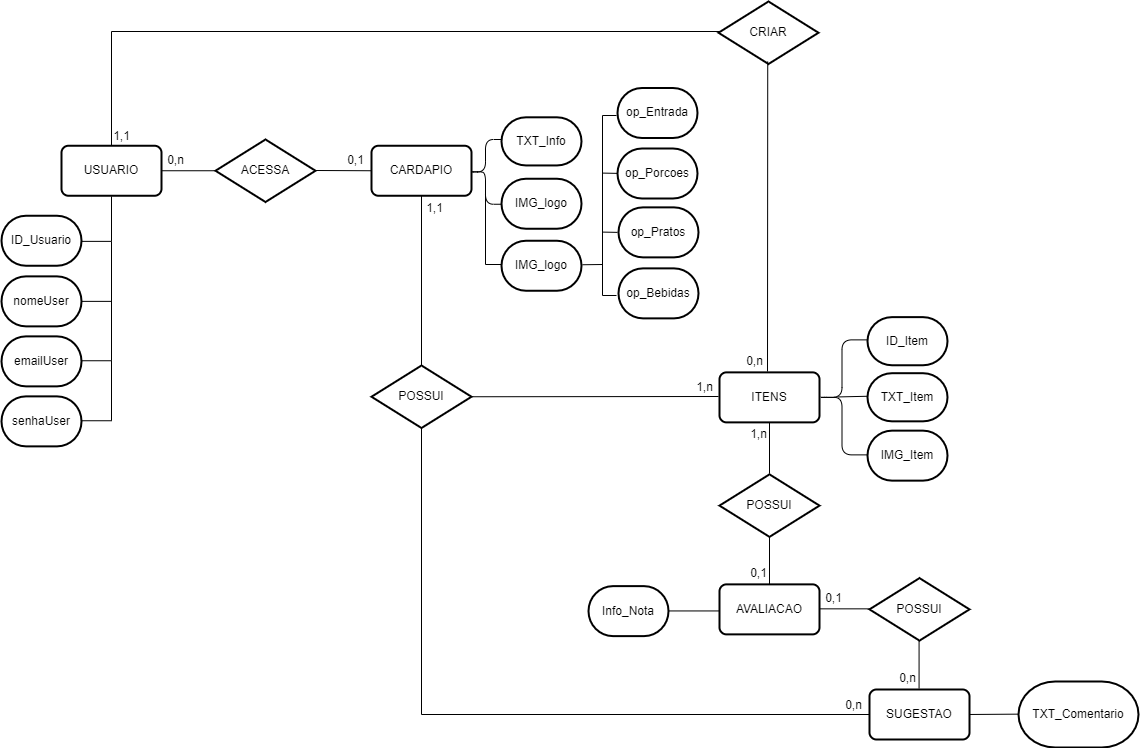 CRIAR
1,1
USUARIO
0,n
ACESSA
0,1
CARDAPIO
1,1
TXT_Info
IMG_logo
IMG_logo
op_Entrada
op_Porcoes
op_Pratos
op_Bebidas
ID_Usuario
nomeUser
emailUser
senhaUser
POSSUI
1,n
0,n
ITENS
1,n
ID_Item
TXT_Item
IMG_Item
POSSUI
0,1
Info_Nota
AVALIACAO
0,1
POSSUI
0,n
0,n
SUGESTAO
TXT_Comentario